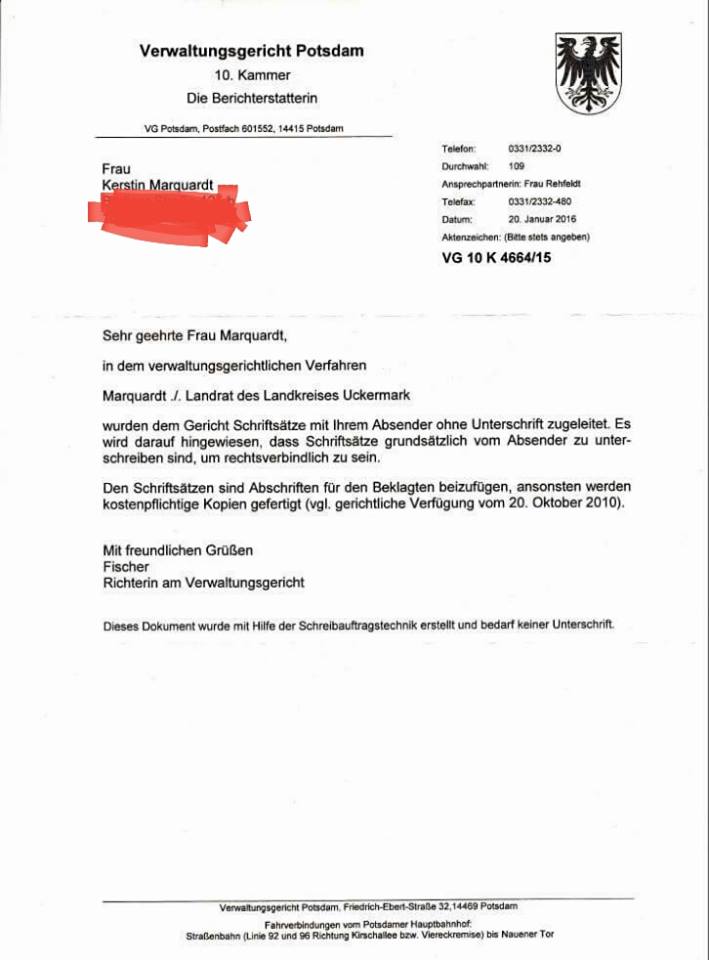 Verwaltungsgericht Potsdam
10. Kammer
Die Berichterstatterin
VG Potsdam, Postfach 601552, 14415 Potsdam
Frau
Kerstin Marquardt
Telefon: 0331/2332-0
Durchwahl: 109
Ansprechpartnerin: Frau Rehfeldt
Telefax: 0331/2332-480
Datum: 20. Januar 2016
Aktenzeichen: (Bitte stets angeben)
VG 10 K 4664/15
Sehr geehrte Frau Marquardt,
in dem verwaltungsgerichtlichen Verfahren
Marquardt ./. Landrat des Landkreises Uckermark
wurden dem Gericht Schriftsätze mit Ihrem Absender ohne Unterschrift zugeleitet. Es
wird darauf hingewiesen, dass Schriftsätze grundsätzlich vom Absender zu unter-
schreiben sind, um rechtsverbindlich zu sein.
Den Schriftsätzen sind Abschriften für den Beklagten beizufügen, ansonsten werden
kostenpflichtige Kopien gefertigt (vgl. gerichtliche Verfügung vom 20. Oktober 2010).
Mit freundlichen Grüßen
Fischer
Richterin am Verwaltungsgericht
Dieses Dokument wurde mit Hilfe der Schreibauftragstechnik erstellt und bedarf keiner Unterschrift.
Verwaltungsgericht Potsdam, Friedrich-Ebert-Straße 32,14469 Potsdam
Fahrverbindungen vom Potsdamer Hauptbahnhof:
Straßenbahn (Linie 92 und 96 Richtung Kirschallee bzw. Viereckremise) bis Nauener Tor